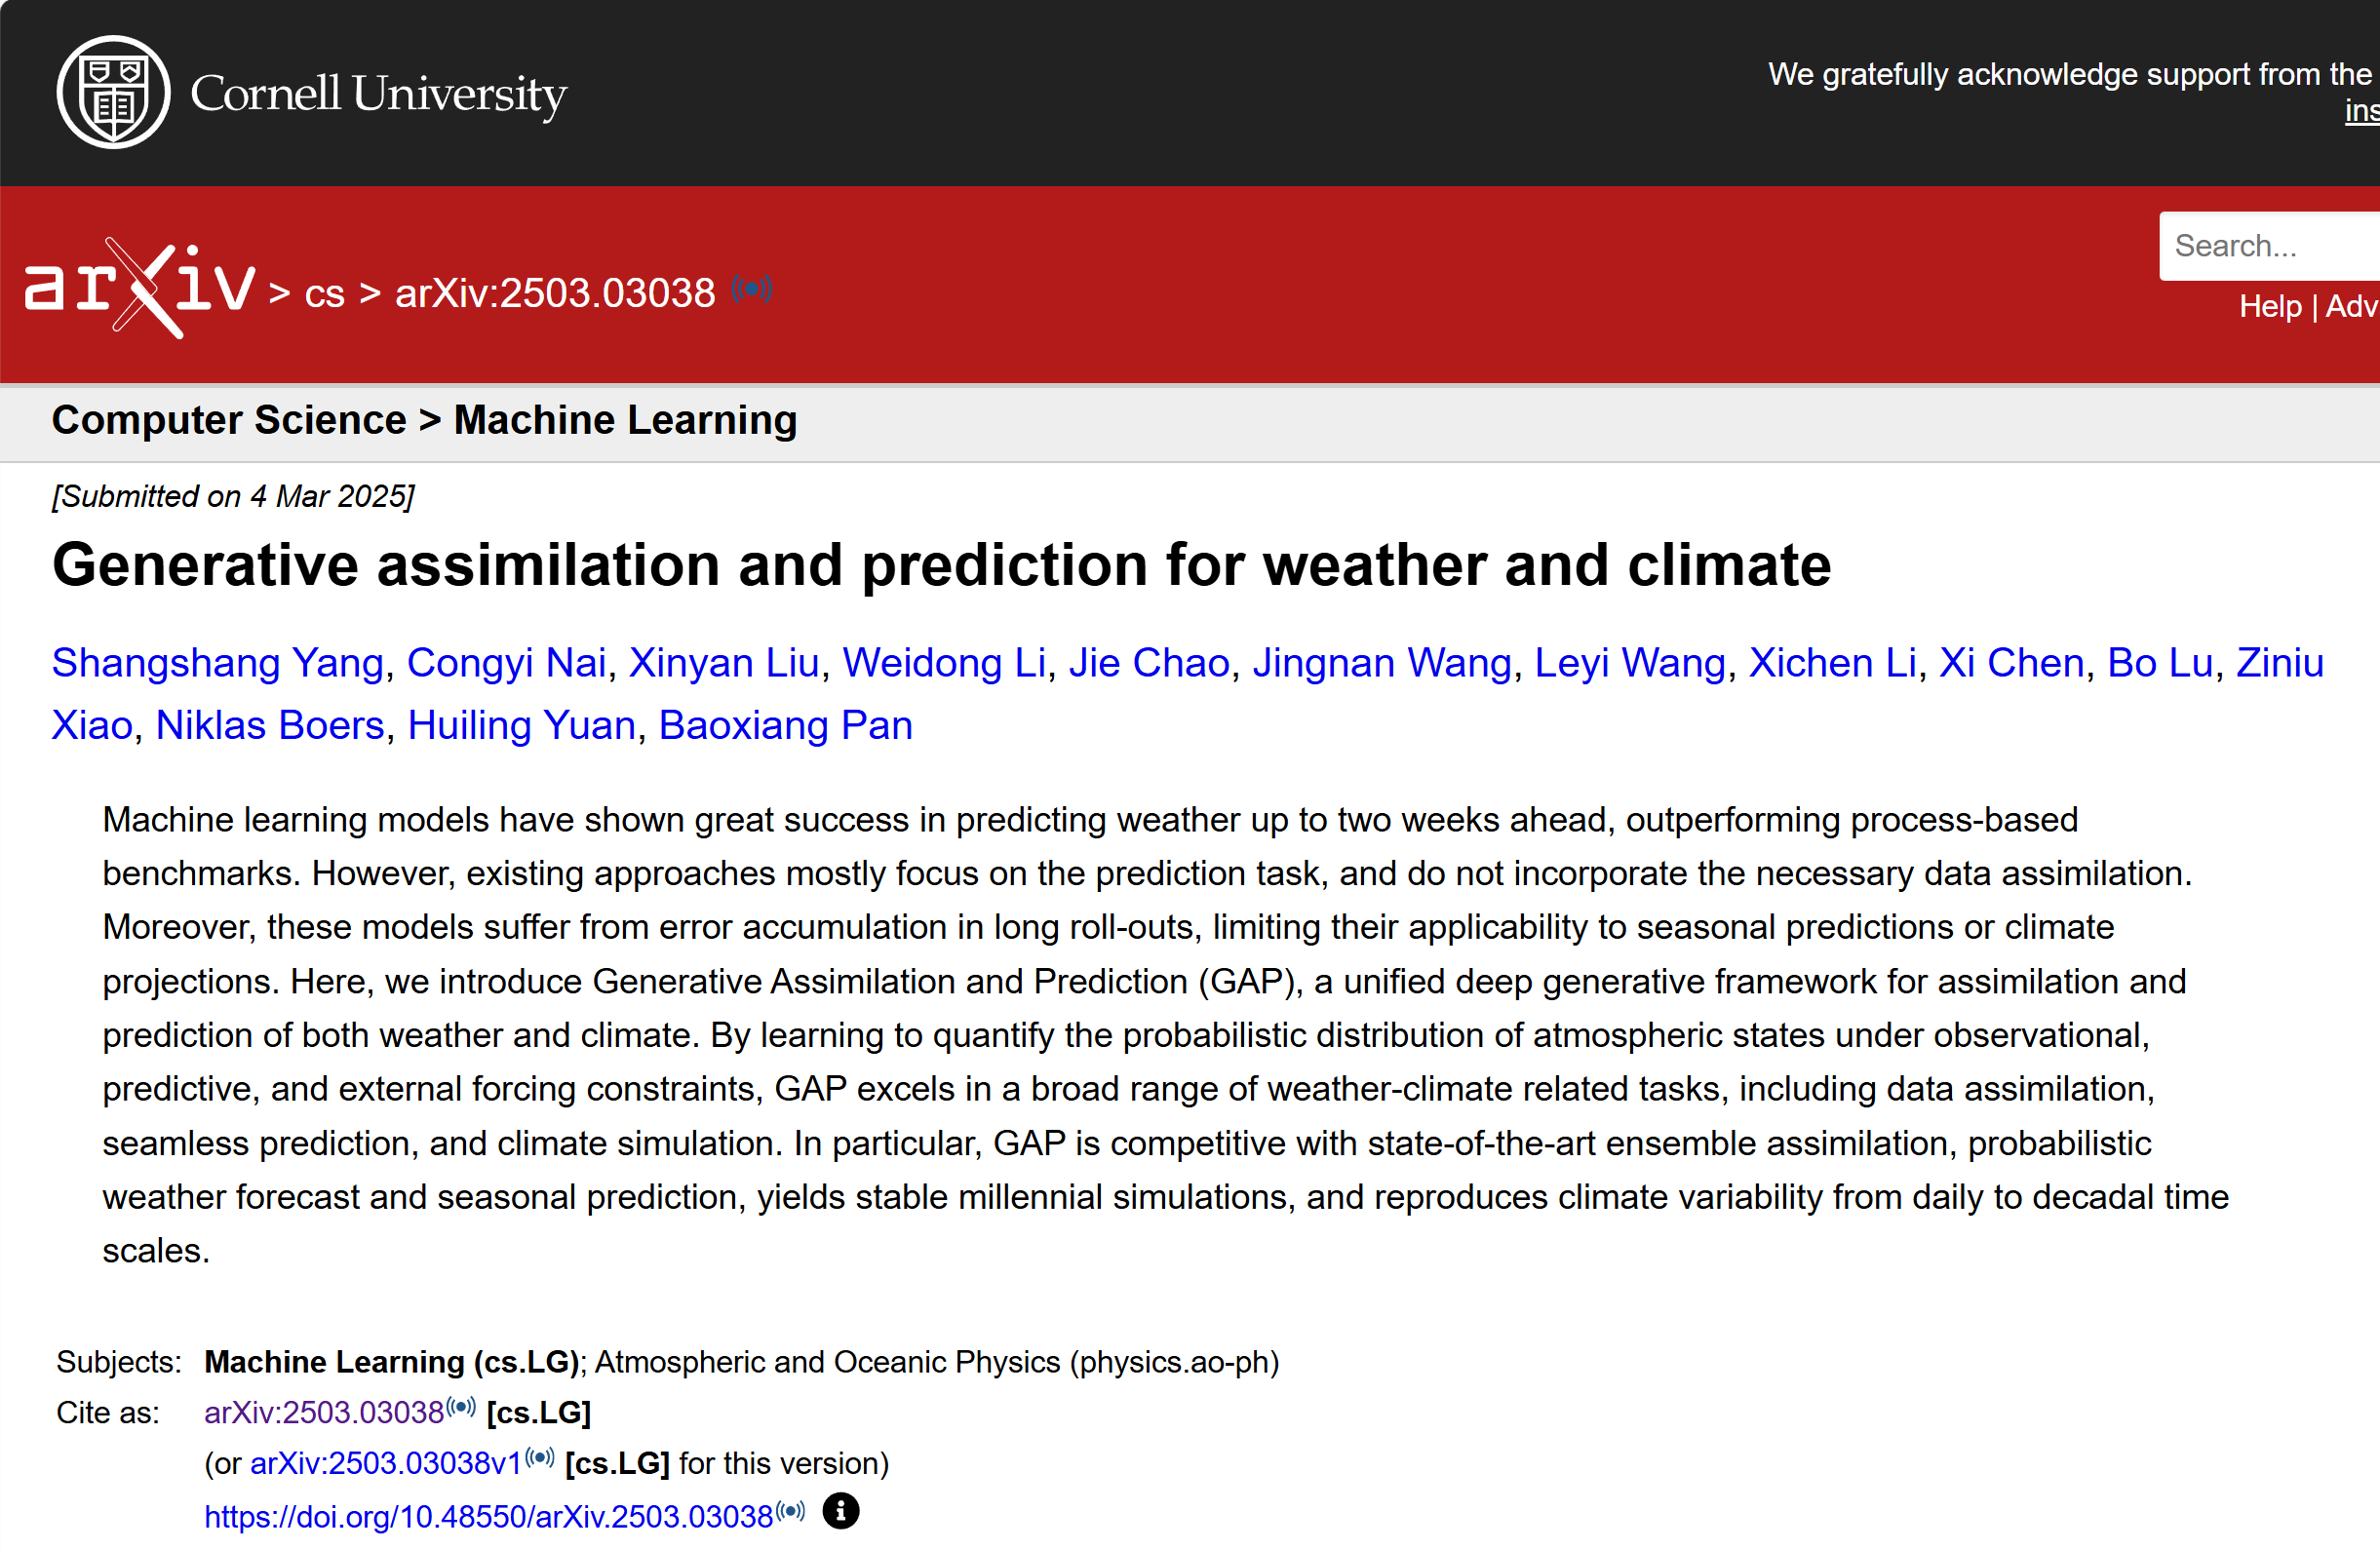 Cornell University
We gratefully acknowledge support from the
arXiv > cs > arXiv:2503.03038
Search...
Help |
Computer Science > Machine Learning
[Submitted on 4 Mar 2025]
Generative assimilation and prediction for weather and climate
Shangshang Yang, Congyi Nai, Xinyan Liu, Weidong Li, Jie Chao, Jingnan Wang, Leyi Wang, Xichen Li, Xi Chen, Bo Lu, Ziniu
Xiao, Niklas Boers, Huiling Yuan, Baoxiang Pan
Machine learning models have shown great success in predicting weather up to two weeks ahead, outperforming process-based
benchmarks. However, existing approaches mostly focus on the prediction task, and do not incorporate the necessary data assimilation.
Moreover, these models suffer from error accumulation in long roll-outs, limiting their applicability to seasonal predictions or climate
projections. Here, we introduce Generative Assimilation and Prediction (GAP), a unified deep generative framework for assimilation and
prediction of both weather and climate. By learning to quantify the probabilistic distribution of atmospheric states under observational,
predictive, and external forcing constraints, GAP excels in a broad range of weather-climate related tasks, including data assimilation,
seamless prediction, and climate simulation. In particular, GAP is competitive with state-of-the-art ensemble assimilation, probabilistic
weather forecast and seasonal prediction, yields stable millennial simulations, and reproduces climate variability from daily to decadal time
scales.
Subjects: Machine Learning (cs.LG); Atmospheric and Oceanic Physics (physics.ao-ph)
Cite as: arXiv:2503.03038 [cs.LG]
(or arXiv:2503.03038v1 [cs.LG] for this version)
https://doi.org/10.48550/arXiv.2503.03038